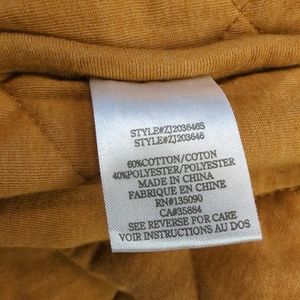 STYLE#ZJ203646S
STYLE#ZJ203646
60%COTTON/COTON
40%POLYESTER/POLYESTER
MADE IN CHINA
FABRIQUE EN CHINE
RN#135090
CA#35884
SEE REVERSE FOR CARE
VOIR INSTRUCTIONS AU DOS